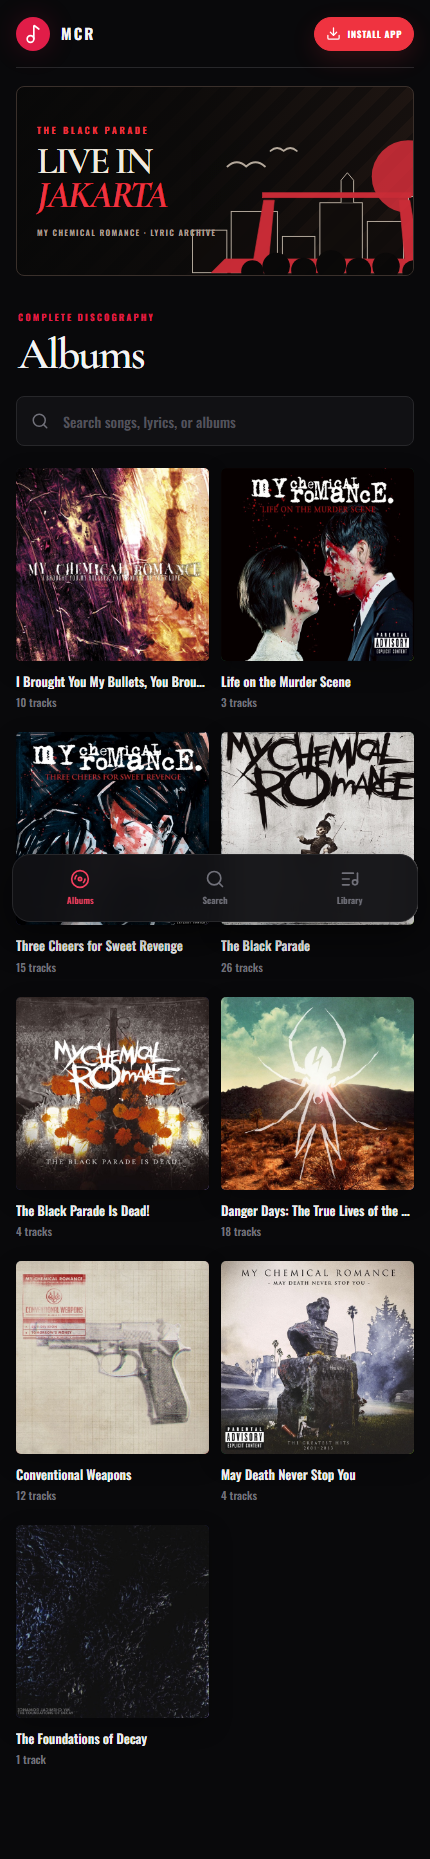 MCR
INSTALL APP
THE BLACK PARADE
LIVE IN
JAKARTA
MY CHEMICAL ROMANCE · LYRIC ARCHIVE
COMPLETE DISCOGRAPHY
Albums
Search songs, lyrics, or albums
MY CHEMICAL ROMANCE
my chemical romance.
LIFE ON THE MURDER SCENE
PARENTAL
ADVISORY
EXPLICIT CONTENT
I Brought You My Bullets, You Brou...
10 tracks
Life on the Murder Scene
3 tracks
my chemical romance.
THREE CHEERS FOR SWEET REVENGE
MY CHEMICAL
ROMANCE
Albums
Search
Library
Three Cheers for Sweet Revenge
15 tracks
The Black Parade
26 tracks
MY CHEMICAL
ROMANCE
THE BLACK PARADE IS DEAD!
The Black Parade Is Dead!
4 tracks
Danger Days: The True Lives of the ...
18 tracks
MY CHEMICAL ROMANCE
CONVENTIONAL WEAPONS
MY CHEMICAL ROMANCE
- MAY DEATH NEVER STOP YOU -
PARENTAL
ADVISORY
EXPLICIT CONTENT
THE GREATEST HITS
2001-2013
Conventional Weapons
12 tracks
May Death Never Stop You
4 tracks
The Foundations of Decay
1 track